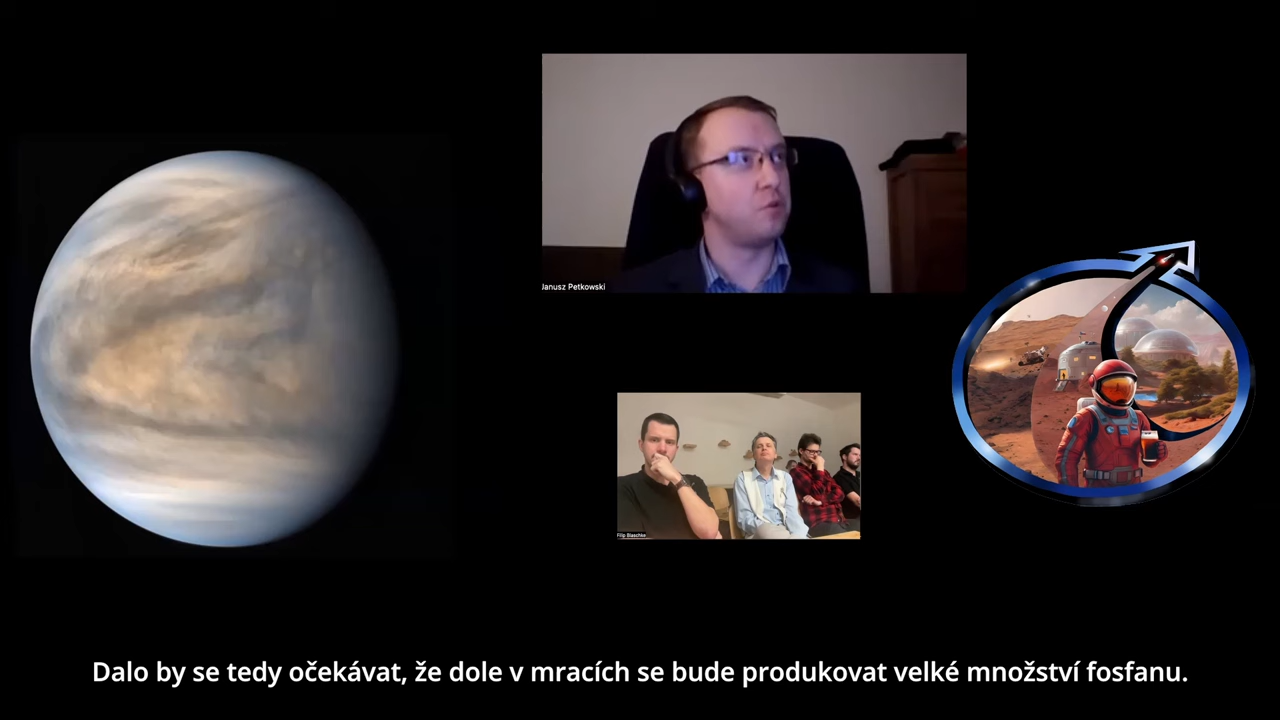 Janusz Petkowski
Filip Blaschke
Dalo by se tedy očekávat, že dole v mracích se bude produkovat velké množství fosfanu.